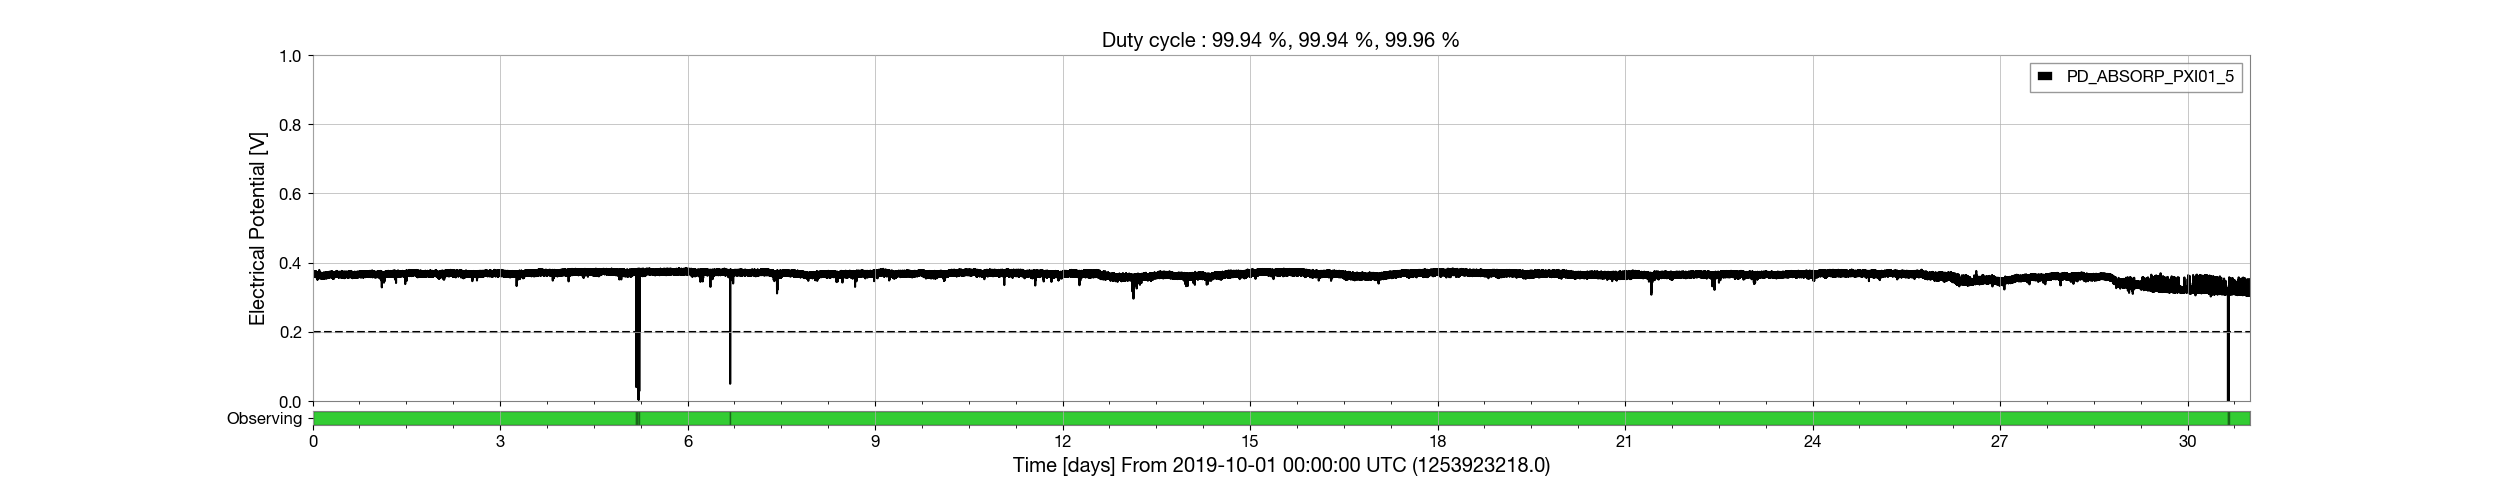 Duty cycle : 99.94 %, 99.94 %, 99.96 %
1.0
0.8
0.6
0.4
0.2
0.0
Electrical Potential [V]
PD_ABSORP_PXI01_5
Observing
0 3 6 9 12 15 18 21 24 27 30
Time [days] From 2019-10-01 00:00:00 UTC (1253923218.0)